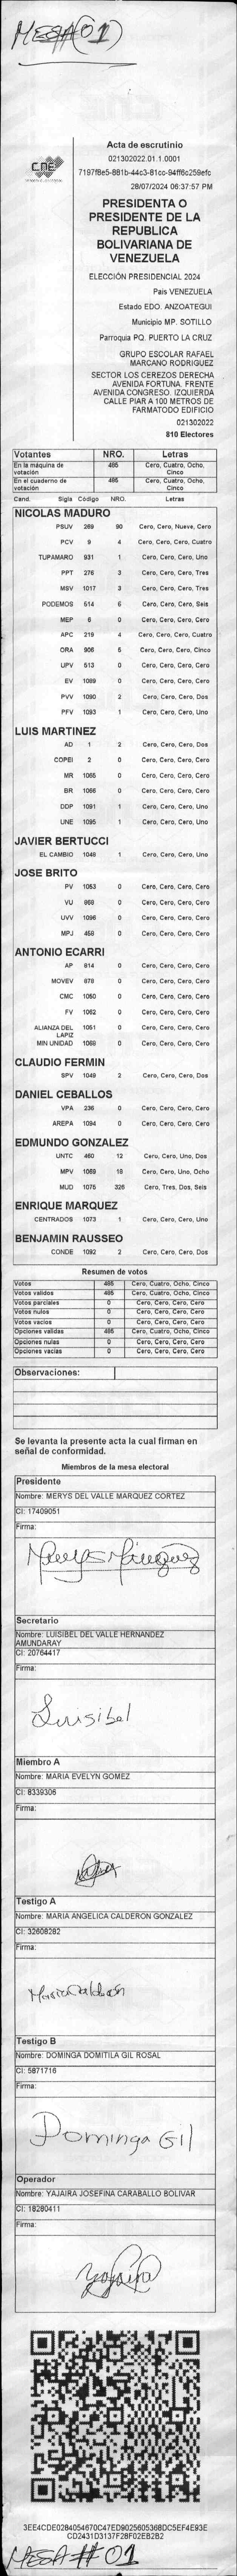 MESA (01)
CNE
Acta de escrutinio
021302022.01.1.0001
7197f8e5-881b-44c3-81cc-94ff6c259efc
28/07/2024 06:37:57 PM
PRESIDENTA O
PRESIDENTE DE LA
REPUBLICA
BOLIVARIANA DE
VENEZUELA
ELECCIÓN PRESIDENCIAL 2024
Pais VENEZUELA
Estado EDO. ANZOATEGUI
Municipio MP. SOTILLO
Parroquia PQ. PUERTO LA CRUZ
GRUPO ESCOLAR RAFAEL
MARCANO RODRIGUEZ
SECTOR LOS CEREZOS DERECHA
AVENIDA FORTUNA. FRENTE
AVENIDA CONGRESO. IZQUIERDA
CALLE PIAR A 100 METROS DE
FARMATODO EDIFICIO
021302022
810 Electores
Votantes NRO. Letras
En la máquina de votación 485 Cero, Cuatro, Ocho, Cinco
En el cuaderno de votación 485 Cero, Cuatro, Ocho, Cinco
Cand. Sigla Código NRO. Letras
NICOLAS MADURO
PSUV 269 90 Cero, Cero, Nueve, Cero
PCV 9 4 Cero, Cero, Cero, Cuatro
TUPAMARO 931 1 Cero, Cero, Cero, Uno
PPT 276 3 Cero, Cero, Cero, Tres
MSV 1017 3 Cero, Cero, Cero, Tres
PODEMOS 514 6 Cero, Cero, Cero, Seis
MEP 6 0 Cero, Cero, Cero, Cero
APC 219 4 Cero, Cero, Cero, Cuatro
ORA 906 5 Cero, Cero, Cero, Cinco
UPV 513 0 Cero, Cero, Cero, Cero
EV 1089 0 Cero, Cero, Cero, Cero
PVV 1090 2 Cero, Cero, Cero, Dos
PFV 1093 1 Cero, Cero, Cero, Uno
LUIS MARTINEZ
AD 1 2 Cero, Cero, Cero, Dos
COPEI 2 0 Cero, Cero, Cero, Cero
MR 1065 0 Cero, Cero, Cero, Cero
BR 1066 0 Cero, Cero, Cero, Cero
DDP 1091 1 Cero, Cero, Cero, Uno
UNE 1095 1 Cero, Cero, Cero, Uno
JAVIER BERTUCCI
EL CAMBIO 1048 1 Cero, Cero, Cero, Uno
JOSE BRITO
PV 1053 0 Cero, Cero, Cero, Cero
VU 868 0 Cero, Cero, Cero, Cero
UVV 1096 0 Cero, Cero, Cero, Cero
MPJ 458 0 Cero, Cero, Cero, Cero
ANTONIO ECARRI
AP 814 0 Cero, Cero, Cero, Cero
MOVEV 878 0 Cero, Cero, Cero, Cero
CMC 1050 0 Cero, Cero, Cero, Cero
FV 1062 0 Cero, Cero, Cero, Cero
ALIANZA DEL LAPIZ 1051 0 Cero, Cero, Cero, Cero
MIN UNIDAD 1068 0 Cero, Cero, Cero, Cero
CLAUDIO FERMIN
SPV 1049 2 Cero, Cero, Cero, Dos
DANIEL CEBALLOS
VPA 236 0 Cero, Cero, Cero, Cero
AREPA 1094 0 Cero, Cero, Cero, Cero
EDMUNDO GONZALEZ
UNTC 460 12 Cero, Cero, Uno, Dos
MPV 1069 18 Cero, Cero, Uno, Ocho
MUD 1075 326 Cero, Tres, Dos, Seis
ENRIQUE MARQUEZ
CENTRADOS 1073 1 Cero, Cero, Cero, Uno
BENJAMIN RAUSSEO
CONDE 1092 2 Cero, Cero, Cero, Dos
Resumen de votos
Votos 485 Cero, Cuatro, Ocho, Cinco
Votos validos 485 Cero, Cuatro, Ocho, Cinco
Votos parciales 0 Cero, Cero, Cero, Cero
Votos nulos 0 Cero, Cero, Cero, Cero
Votos vacios 0 Cero, Cero, Cero, Cero
Opciones validas 485 Cero, Cuatro, Ocho, Cinco
Opciones nulas 0 Cero, Cero, Cero, Cero
Opciones vacias 0 Cero, Cero, Cero, Cero
Observaciones:
Se levanta la presente acta la cual firman en
señal de conformidad.
Miembros de la mesa electoral
Presidente
Nombre: MERYS DEL VALLE MARQUEZ CORTEZ
CI: 17409051
Firma:
Merys Marquez
Secretario
Nombre: LUISIBEL DEL VALLE HERNANDEZ
AMUNDARAY
CI: 20764417
Firma:
Luisibel
Miembro A
Nombre: MARIA EVELYN GOMEZ
CI: 8339306
Firma:
Testigo A
Nombre: MARIA ANGELICA CALDERON GONZALEZ
CI: 32608282
Firma:
Maria Calderón
Testigo B
Nombre: DOMINGA DOMITILA GIL ROSAL
CI: 5871716
Firma:
Dominga Gil
Operador
Nombre: YAJAIRA JOSEFINA CARABALLO BOLIVAR
CI: 18280411
Firma:
Yajaira
3EE4CDE0284054670C47ED9025605368DC5EF4E93E
CD2431D3137F28F02EB2B2
MESA # 01